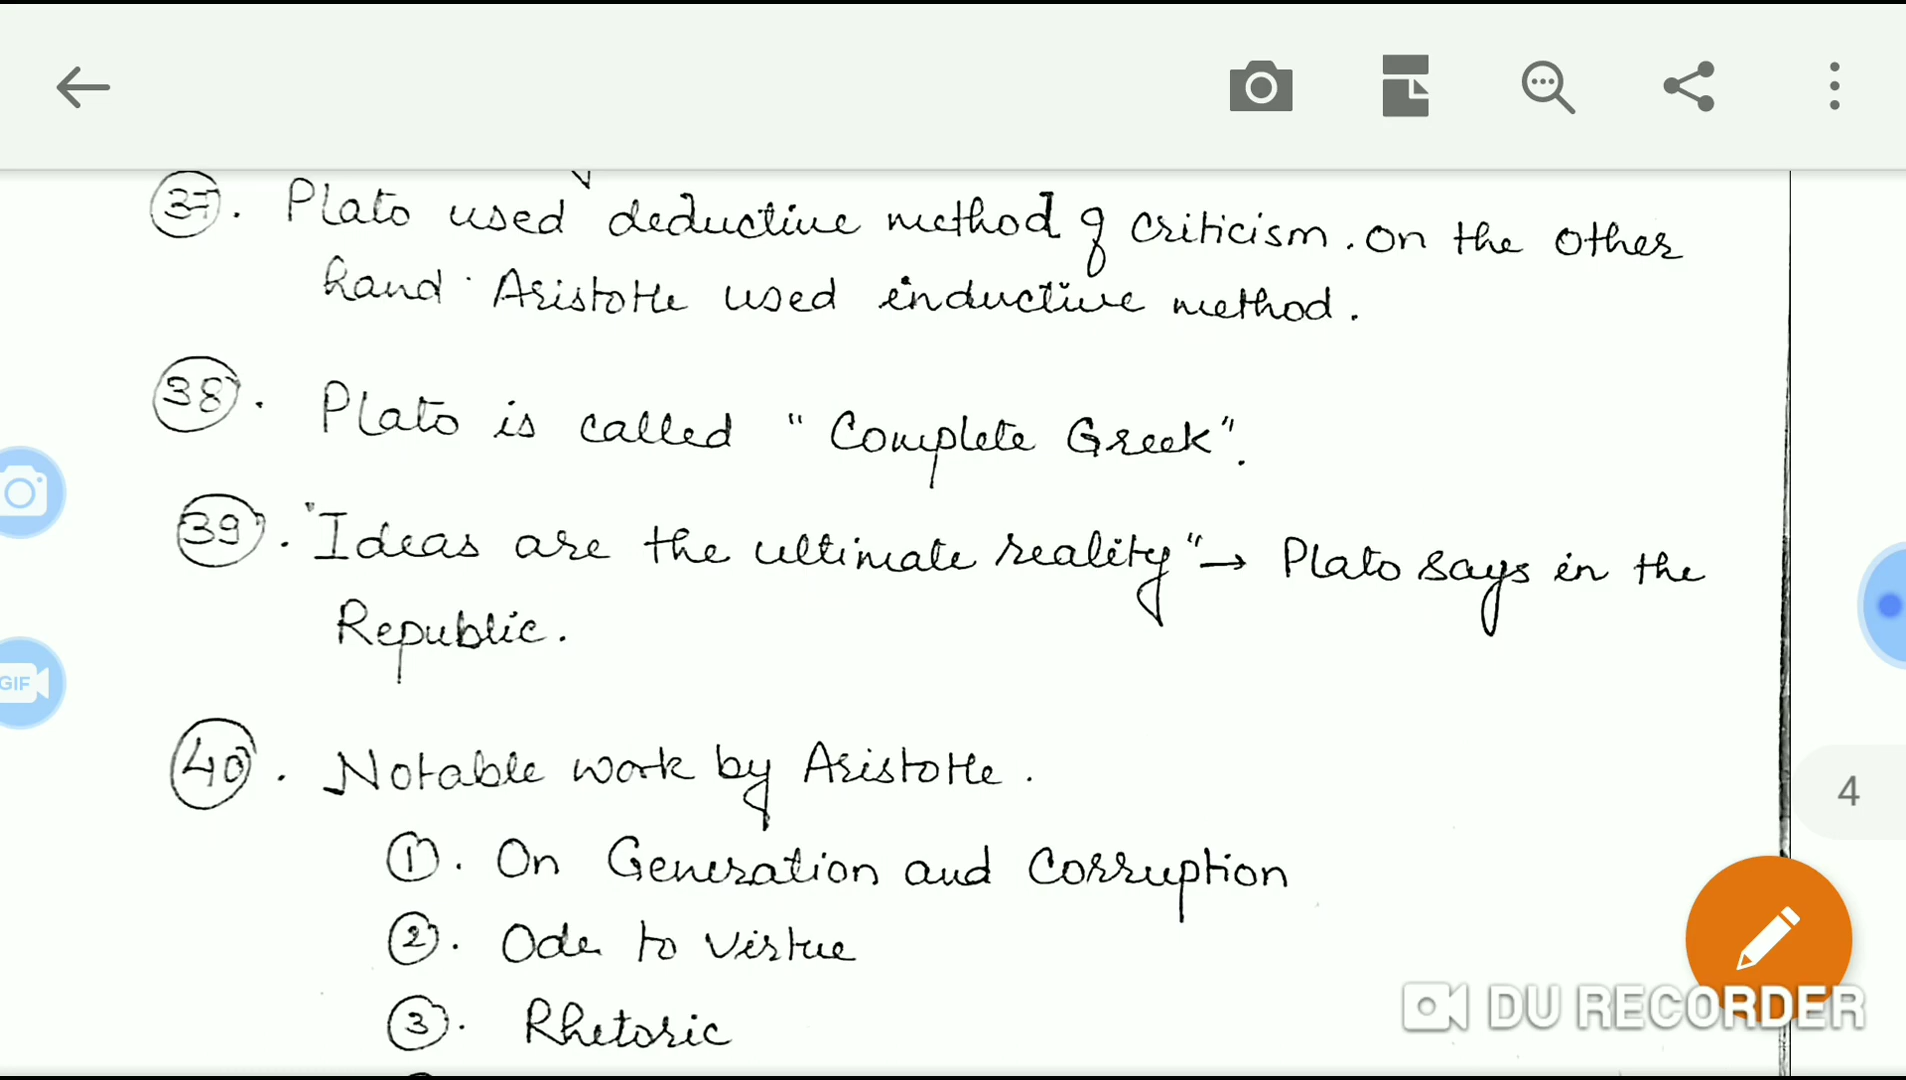 37. Plato used deductive method of criticism. On the other
hand Aristotle used inductive method.
38. Plato is called "Complete Greek".
39. "Ideas are the ultimate reality" → Plato says in the
Republic.
40. Notable work by Aristotle.
1. On Generation and Corruption
2. Ode to Virtue
3. Rhetoric
GIF
4
DU RECORDER